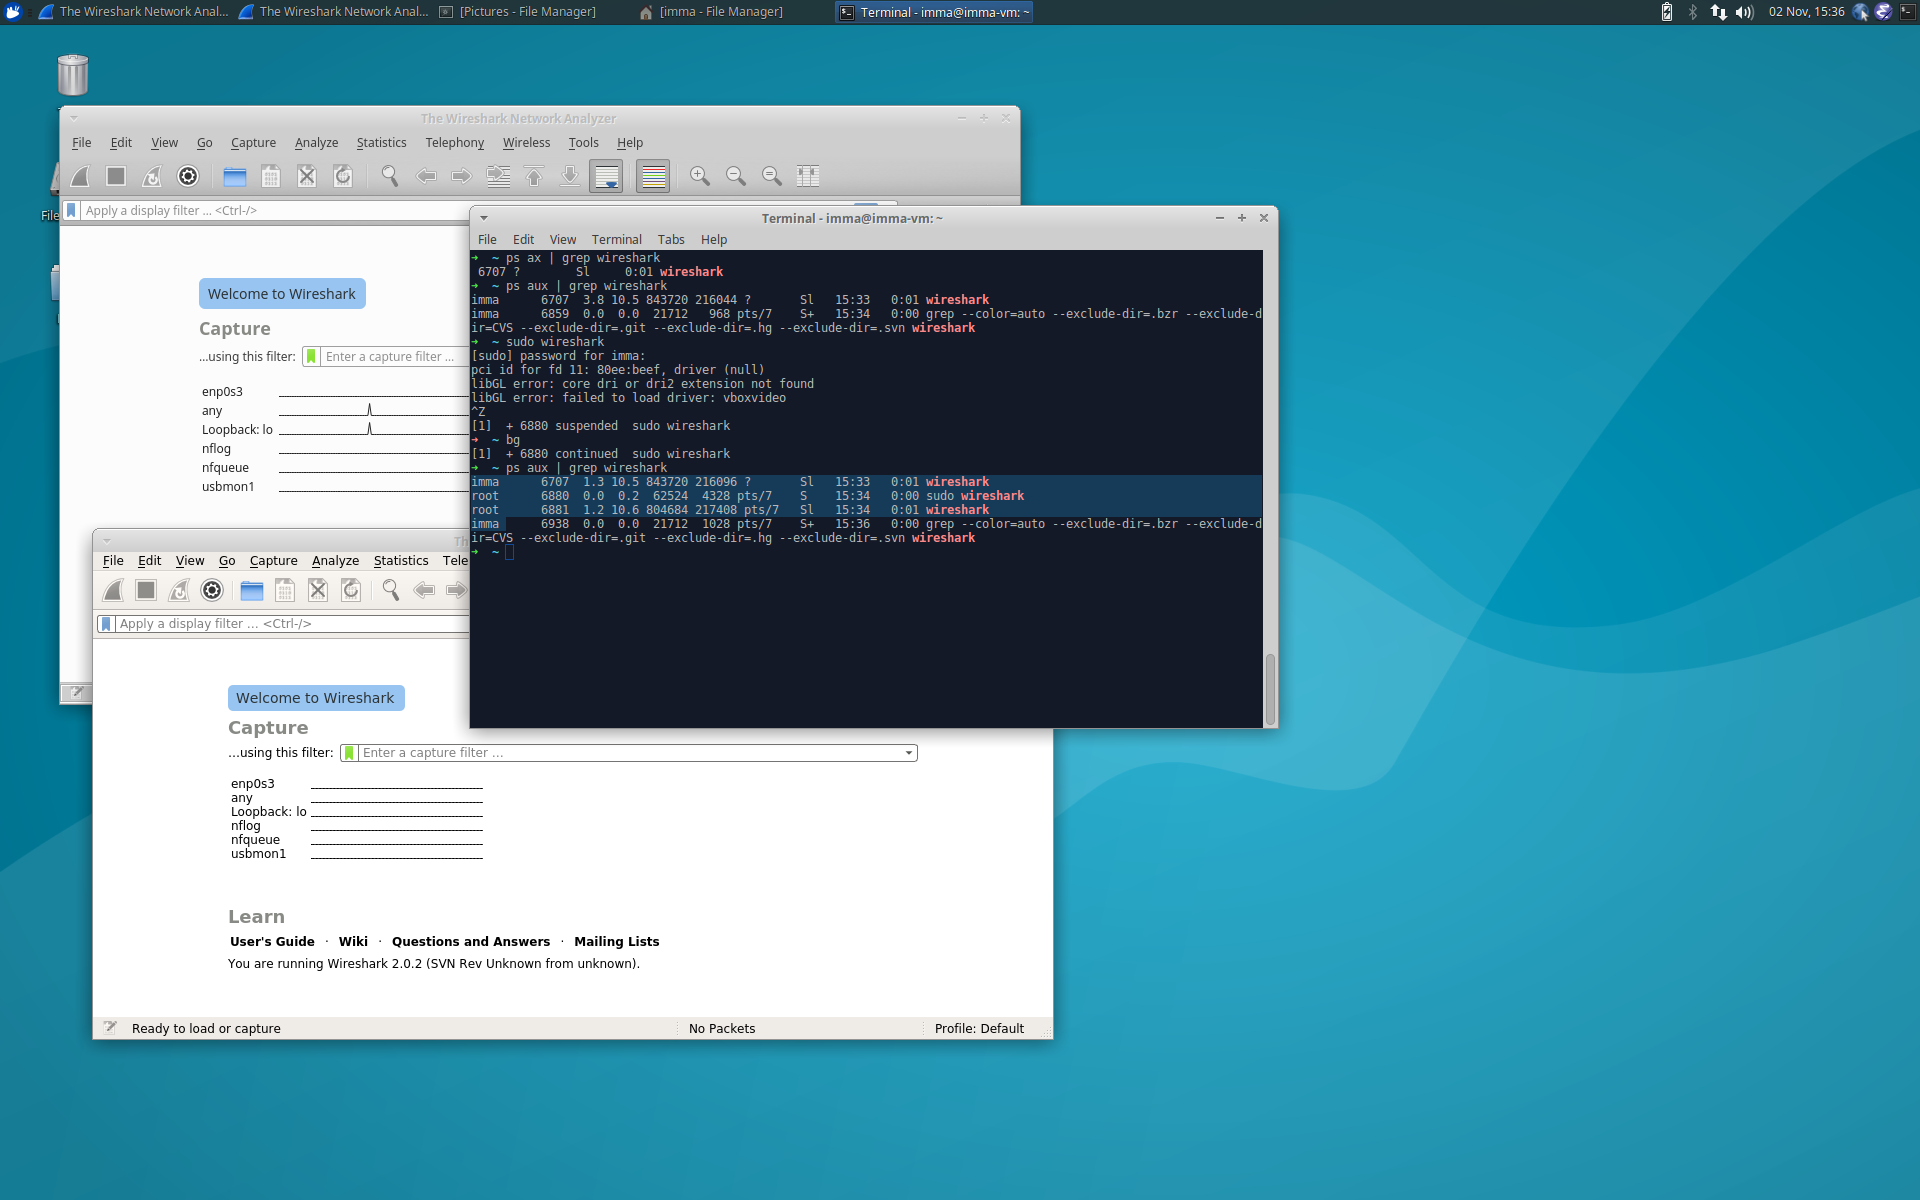 The Wireshark Network Anal...
The Wireshark Network Anal...
[Pictures - File Manager]
[imma - File Manager]
Terminal - imma@imma-vm: ~
02 Nov, 15:36
The Wireshark Network Analyzer
File Edit View Go Capture Analyze Statistics Telephony Wireless Tools Help
Apply a display filter ... <Ctrl-/>
File
Welcome to Wireshark
Capture
...using this filter: Enter a capture filter ...
enp0s3
any
Loopback: lo
nflog
nfqueue
usbmon1
Terminal - imma@imma-vm: ~
File Edit View Terminal Tabs Help
➜  ~ ps ax | grep wireshark
 6707 ?        Sl     0:01 wireshark
➜  ~ ps aux | grep wireshark
imma      6707  3.8 10.5 843720 216044 ?       Sl   15:33   0:01 wireshark
imma      6859  0.0  0.0  21712   968 pts/7    S+   15:34   0:00 grep --color=auto --exclude-dir=.bzr --exclude-d
ir=CVS --exclude-dir=.git --exclude-dir=.hg --exclude-dir=.svn wireshark
➜  ~ sudo wireshark
[sudo] password for imma:
pci id for fd 11: 80ee:beef, driver (null)
libGL error: core dri or dri2 extension not found
libGL error: failed to load driver: vboxvideo
^Z
[1]  + 6880 suspended  sudo wireshark
➜  ~ bg
[1]  + 6880 continued  sudo wireshark
➜  ~ ps aux | grep wireshark
imma      6707  1.3 10.5 843720 216096 ?       Sl   15:33   0:01 wireshark
root      6880  0.0  0.2  62524  4328 pts/7    S    15:34   0:00 sudo wireshark
root      6881  1.2 10.6 804684 217408 pts/7   Sl   15:34   0:01 wireshark
imma      6938  0.0  0.0  21712  1028 pts/7    S+   15:36   0:00 grep --color=auto --exclude-dir=.bzr --exclude-d
ir=CVS --exclude-dir=.git --exclude-dir=.hg --exclude-dir=.svn wireshark
➜  ~
Th
File Edit View Go Capture Analyze Statistics Tele
Apply a display filter ... <Ctrl-/>
Welcome to Wireshark
Capture
...using this filter: Enter a capture filter ...
enp0s3
any
Loopback: lo
nflog
nfqueue
usbmon1
Learn
User's Guide · Wiki · Questions and Answers · Mailing Lists
You are running Wireshark 2.0.2 (SVN Rev Unknown from unknown).
Ready to load or capture
No Packets
Profile: Default